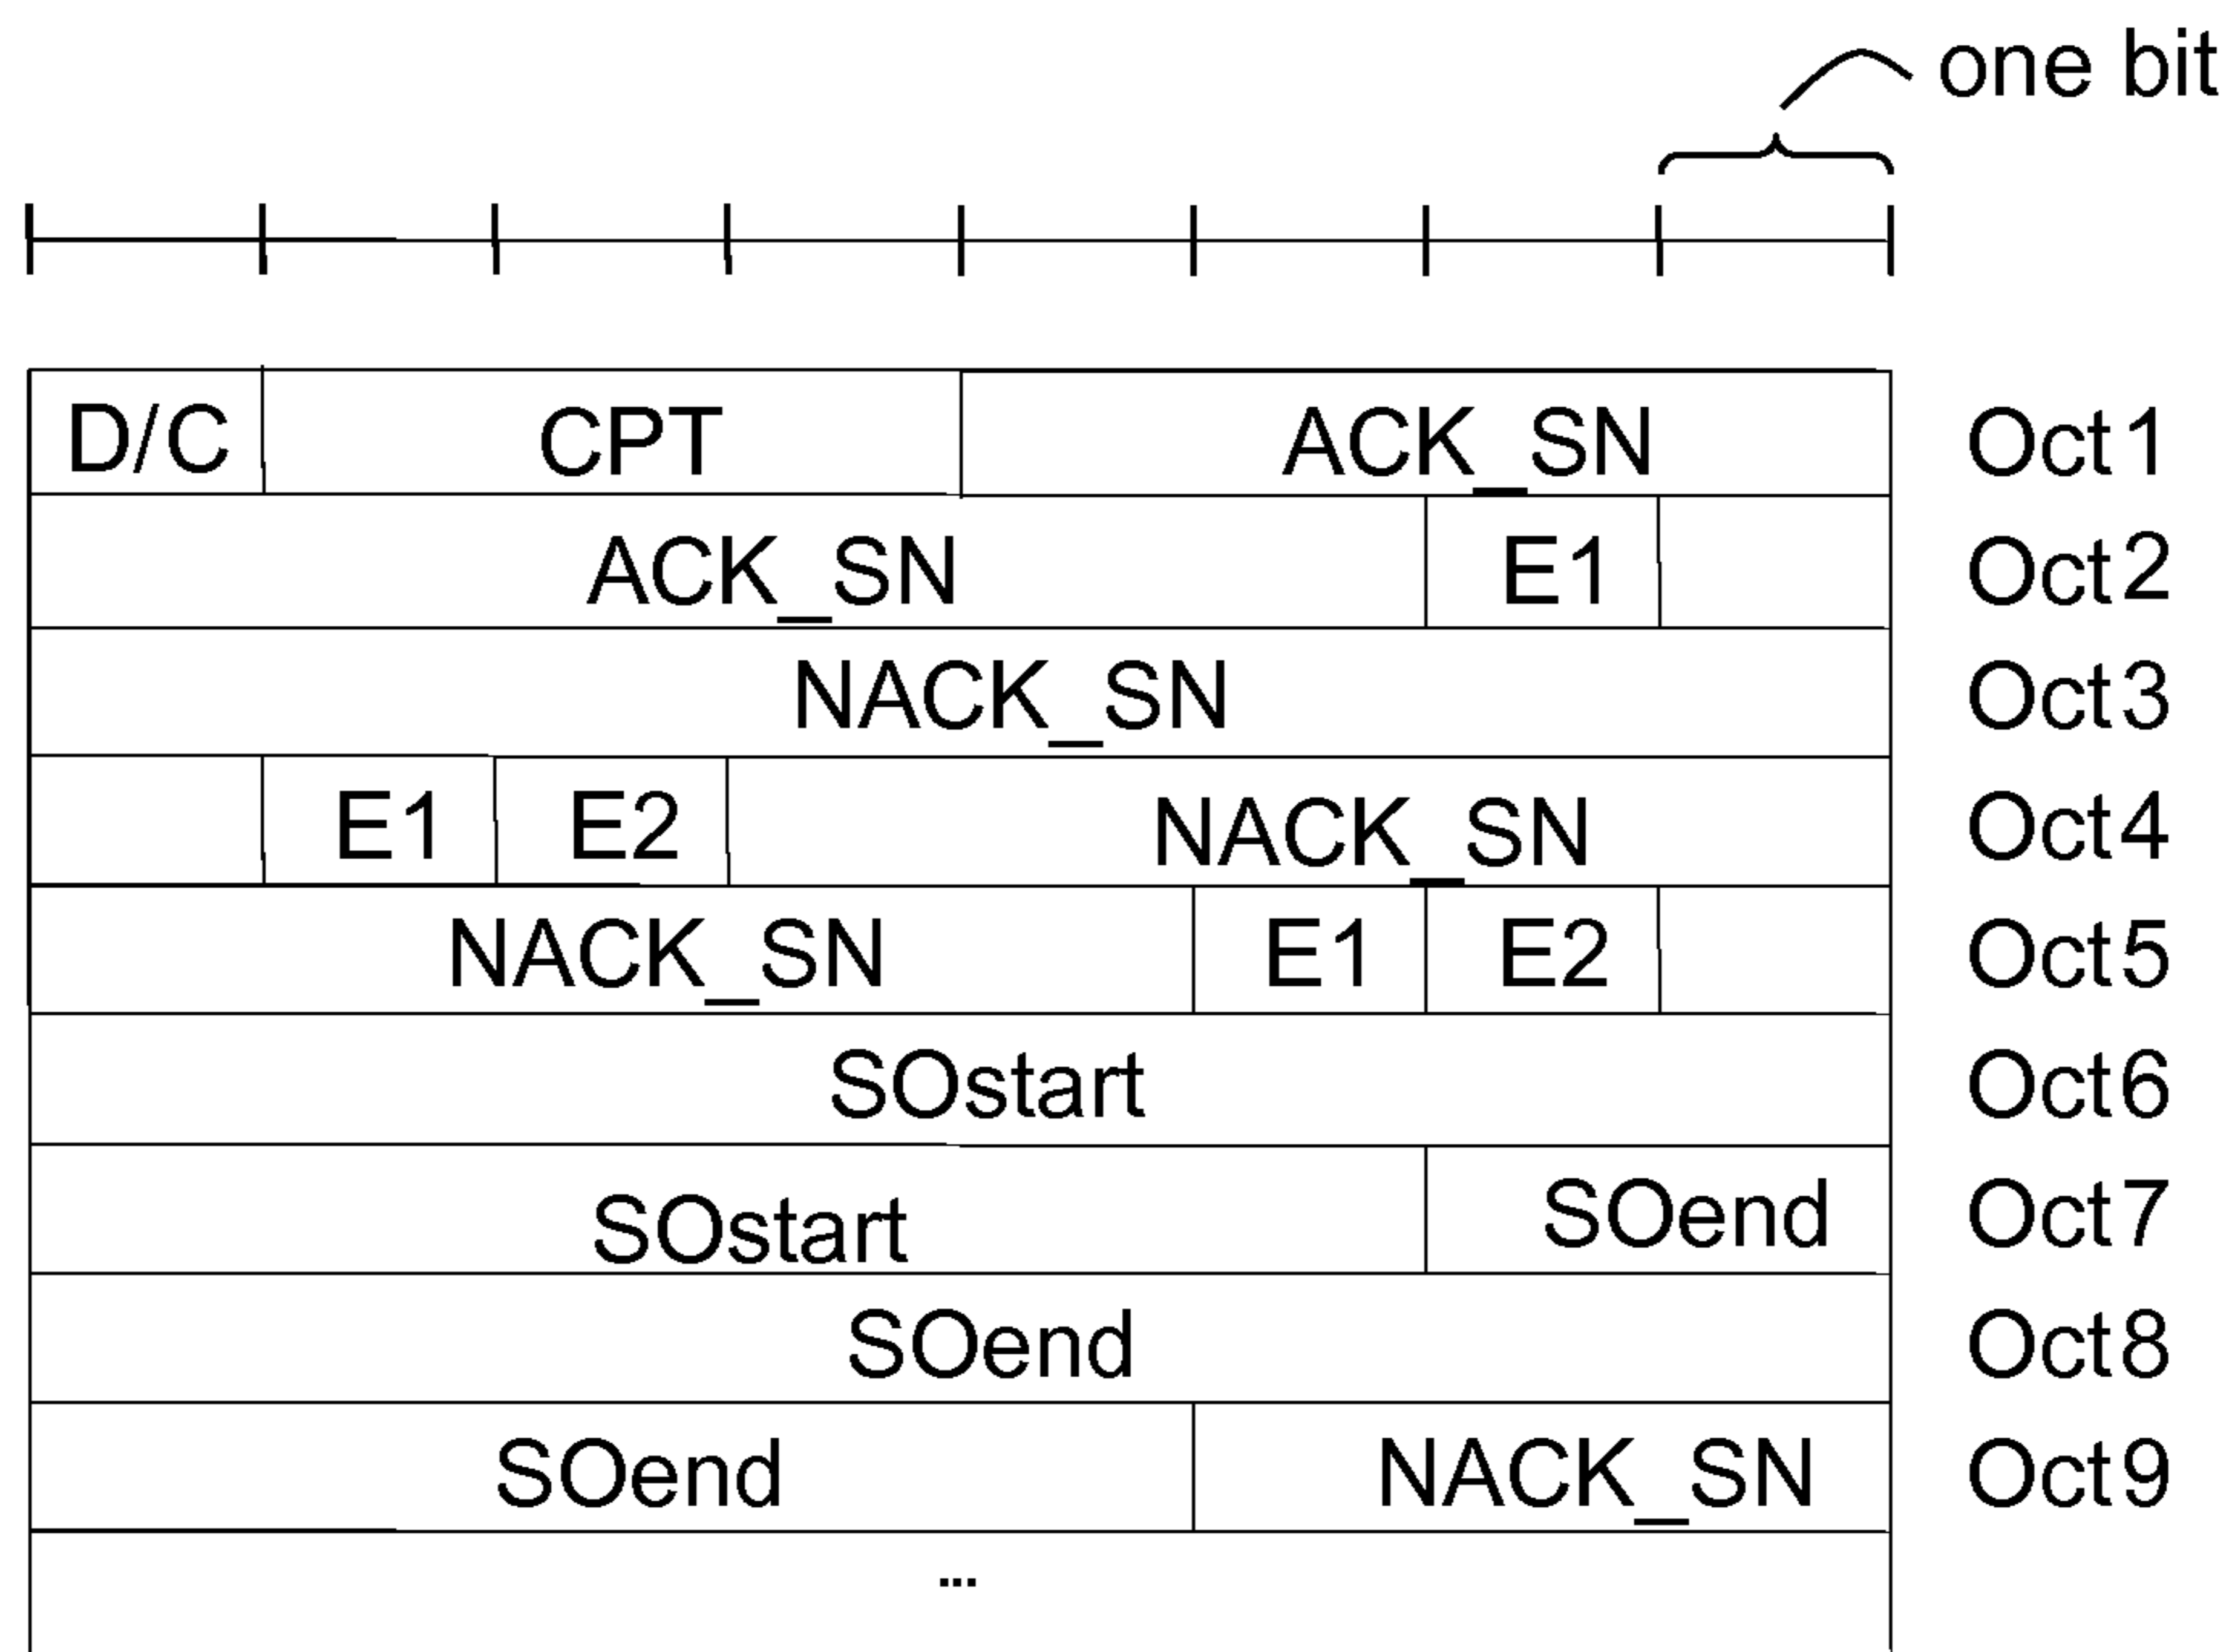 one bit
D/C CPT ACK_SN Oct1
ACK_SN E1 Oct2
NACK_SN Oct3
E1 E2 NACK_SN Oct4
NACK_SN E1 E2 Oct5
SOstart Oct6
SOstart SOend Oct7
SOend Oct8
SOend NACK_SN Oct9
...